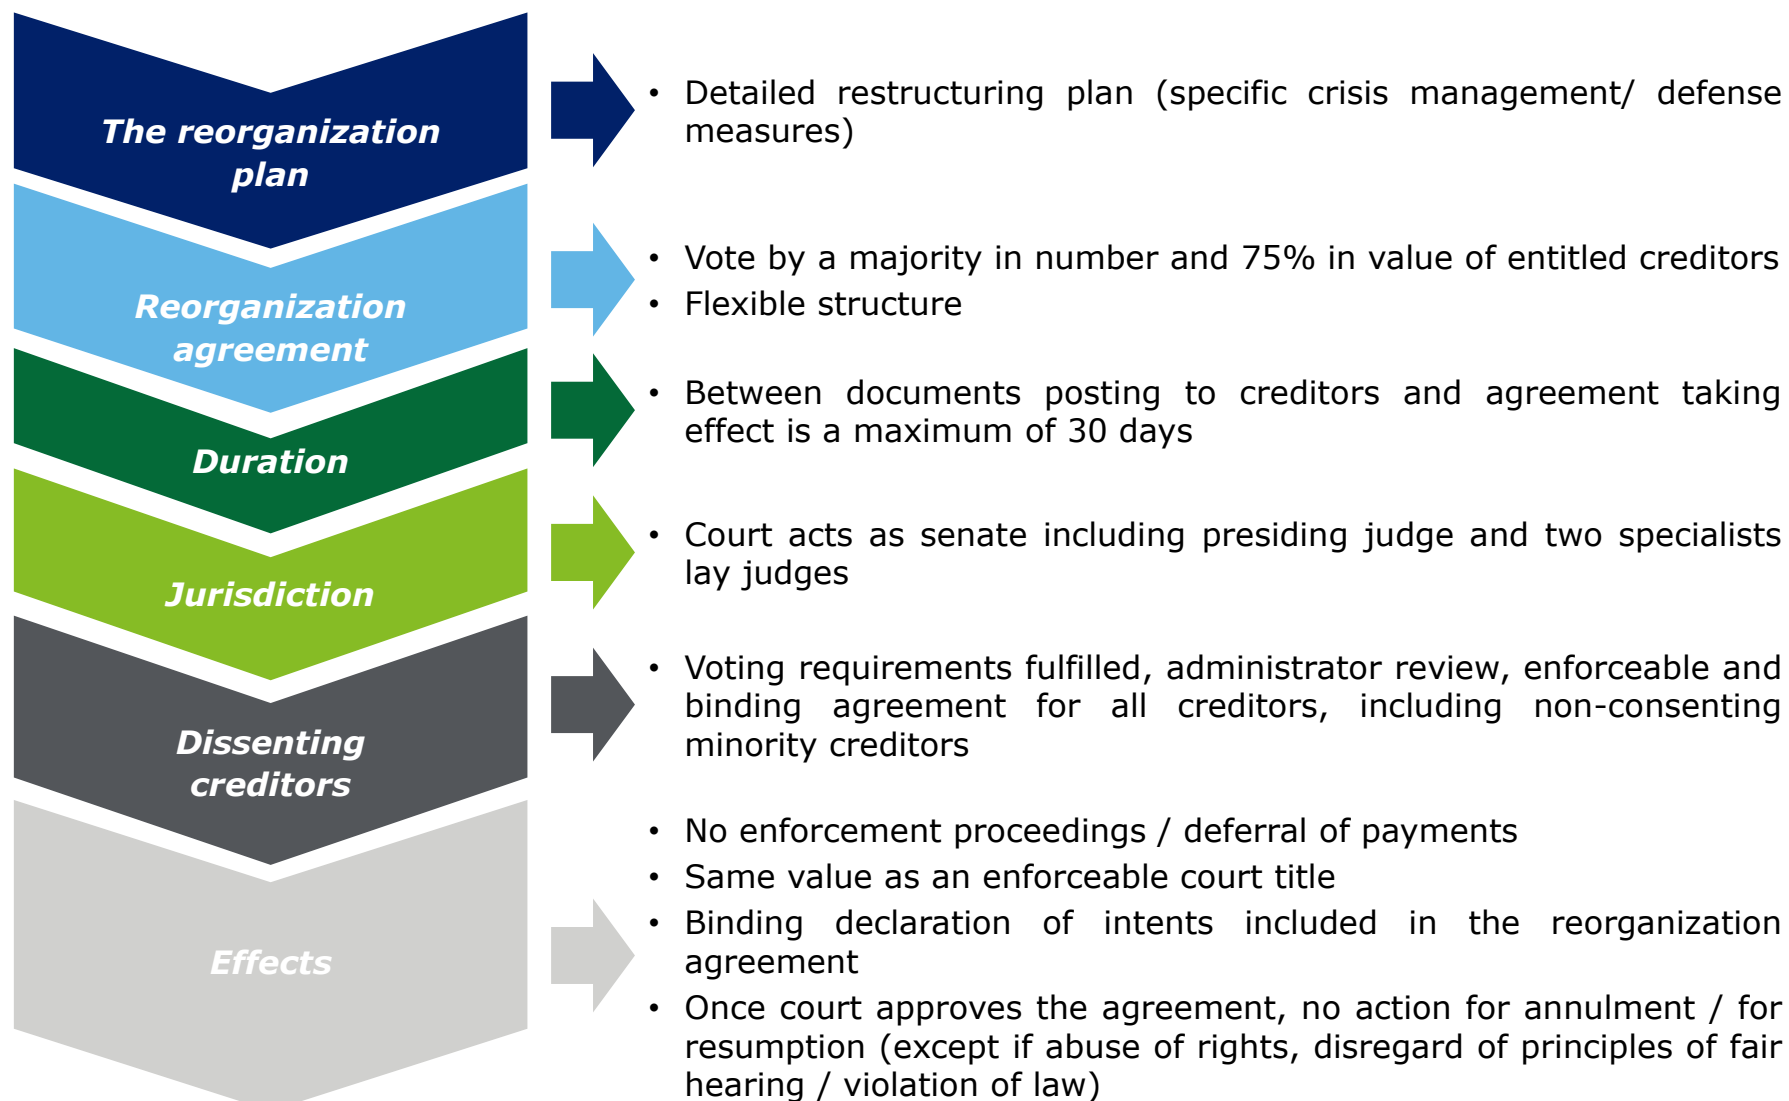 The reorganization
plan
• Detailed restructuring plan (specific crisis management/ defense
measures)
Reorganization
agreement
• Vote by a majority in number and 75% in value of entitled creditors
• Flexible structure
Duration
• Between documents posting to creditors and agreement taking
effect is a maximum of 30 days
Jurisdiction
• Court acts as senate including presiding judge and two specialists
lay judges
Dissenting
creditors
• Voting requirements fulfilled, administrator review, enforceable and
binding agreement for all creditors, including non-consenting
minority creditors
Effects
• No enforcement proceedings / deferral of payments
• Same value as an enforceable court title
• Binding declaration of intents included in the reorganization
agreement
• Once court approves the agreement, no action for annulment / for
resumption (except if abuse of rights, disregard of principles of fair
hearing / violation of law)